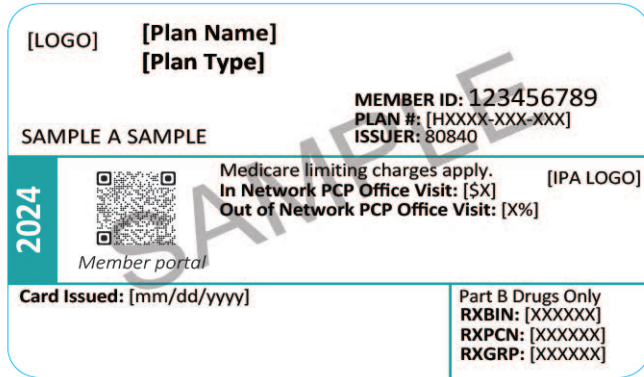 [LOGO]
[Plan Name]
[Plan Type]
MEMBER ID: 123456789
PLAN #: [HXXXX-XXX-XXX]
ISSUER: 80840
SAMPLE A SAMPLE
SAMPLE
2024
Member portal
Medicare limiting charges apply.
In Network PCP Office Visit: [$X]
Out of Network PCP Office Visit: [X%]
[IPA LOGO]
Card Issued: [mm/dd/yyyy]
Part B Drugs Only
RXBIN: [XXXXXX]
RXPCN: [XXXXXX]
RXGRP: [XXXXXX]